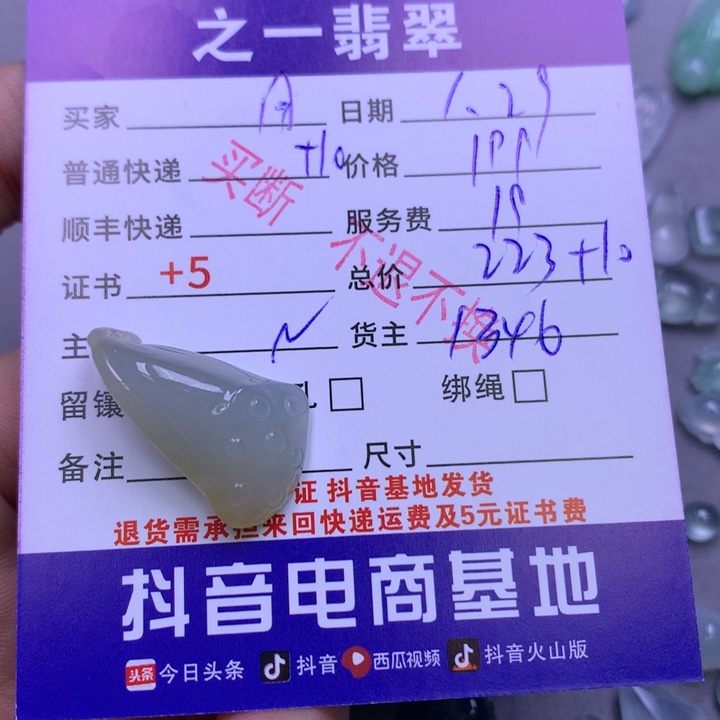 之一翡翠
买家 日期 1.29
普通快递 +10 价格 199
顺丰快递 服务费 19
证书 +5 总价 223+10
主 货主 1346
留镶 孔 绑绳
备注 尺寸
买断
不退不换
证 抖音基地发货
退货需承担来回快递运费及5元证书费
抖音电商基地
头条 今日头条 抖音 西瓜视频 抖音火山版